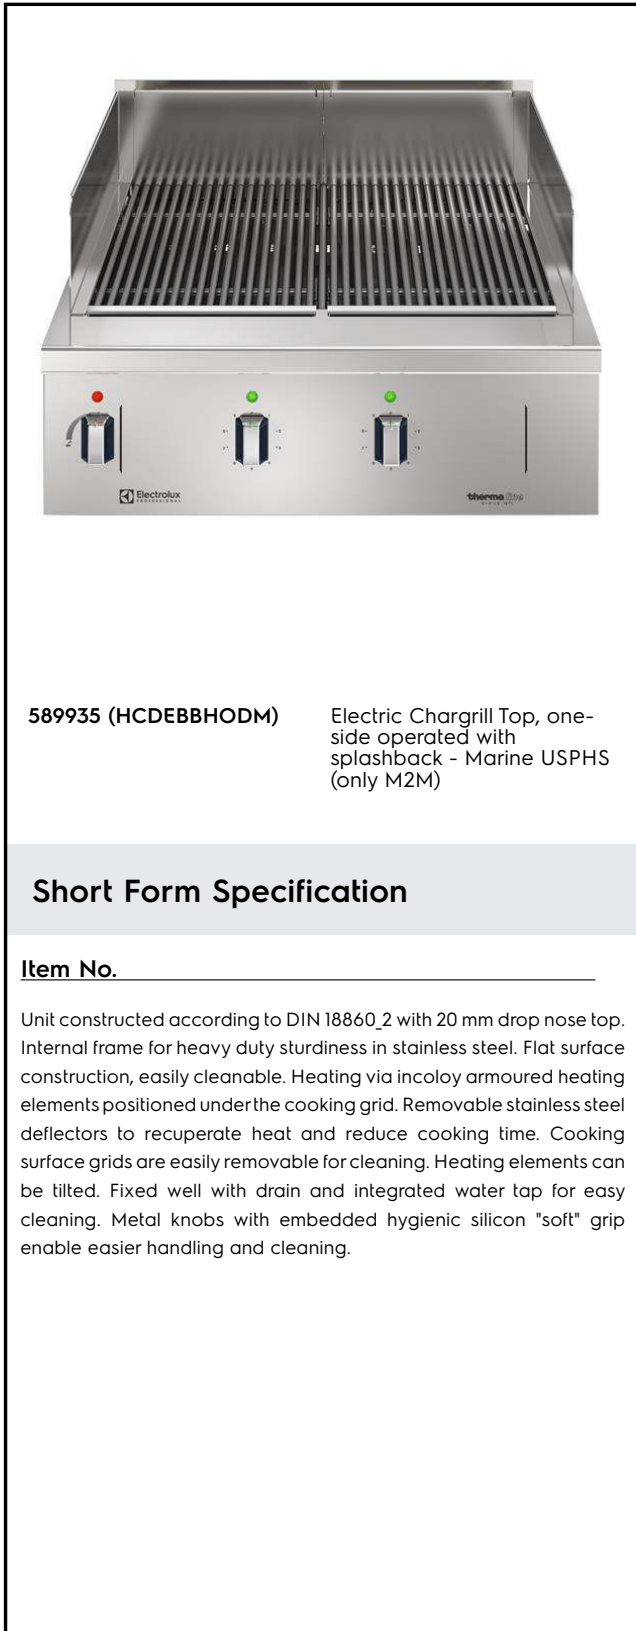 Electrolux
PROFESSIONAL
thermaline
589935 (HCDEBBHODM)
Electric Chargrill Top, one-
side operated with
splashback - Marine USPHS
(only M2M)
Short Form Specification
Item No.
Unit constructed according to DIN 18860_2 with 20 mm drop nose top.
Internal frame for heavy duty sturdiness in stainless steel. Flat surface
construction, easily cleanable. Heating via incoloy armoured heating
elements positioned under the cooking grid. Removable stainless steel
deflectors to recuperate heat and reduce cooking time. Cooking
surface grids are easily removable for cleaning. Heating elements can
be tilted. Fixed well with drain and integrated water tap for easy
cleaning. Metal knobs with embedded hygienic silicon "soft" grip
enable easier handling and cleaning.